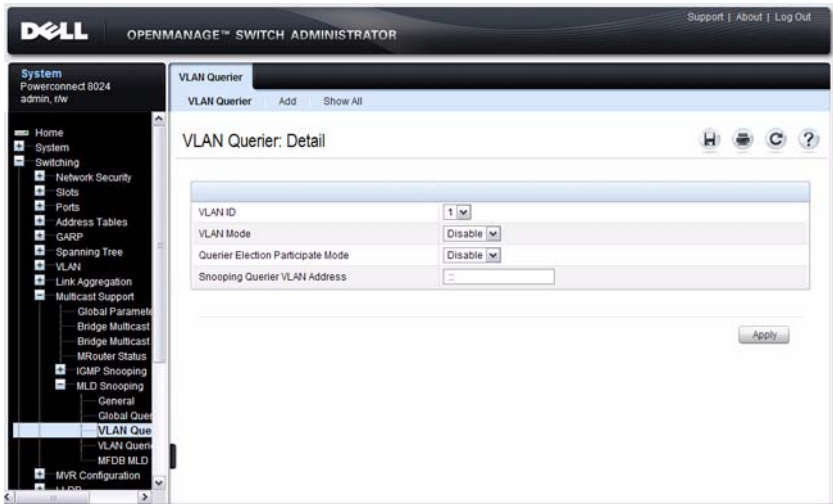 Support | About | Log Out
DELL
OPENMANAGE™ SWITCH ADMINISTRATOR
System
Powerconnect 8024
admin, r/w
Home
System
Switching
Network Security
Slots
Ports
Address Tables
GARP
Spanning Tree
VLAN
Link Aggregation
Multicast Support
Global Paramete
Bridge Multicast
Bridge Multicast
MRouter Status
IGMP Snooping
MLD Snooping
General
Global Quer
VLAN Que
VLAN Queri
MFDB MLD
MVR Configuration
VLAN Querier
VLAN Querier Add Show All
VLAN Querier: Detail
VLAN ID 1
VLAN Mode Disable
Querier Election Participate Mode Disable
Snooping Querier VLAN Address ::
Apply